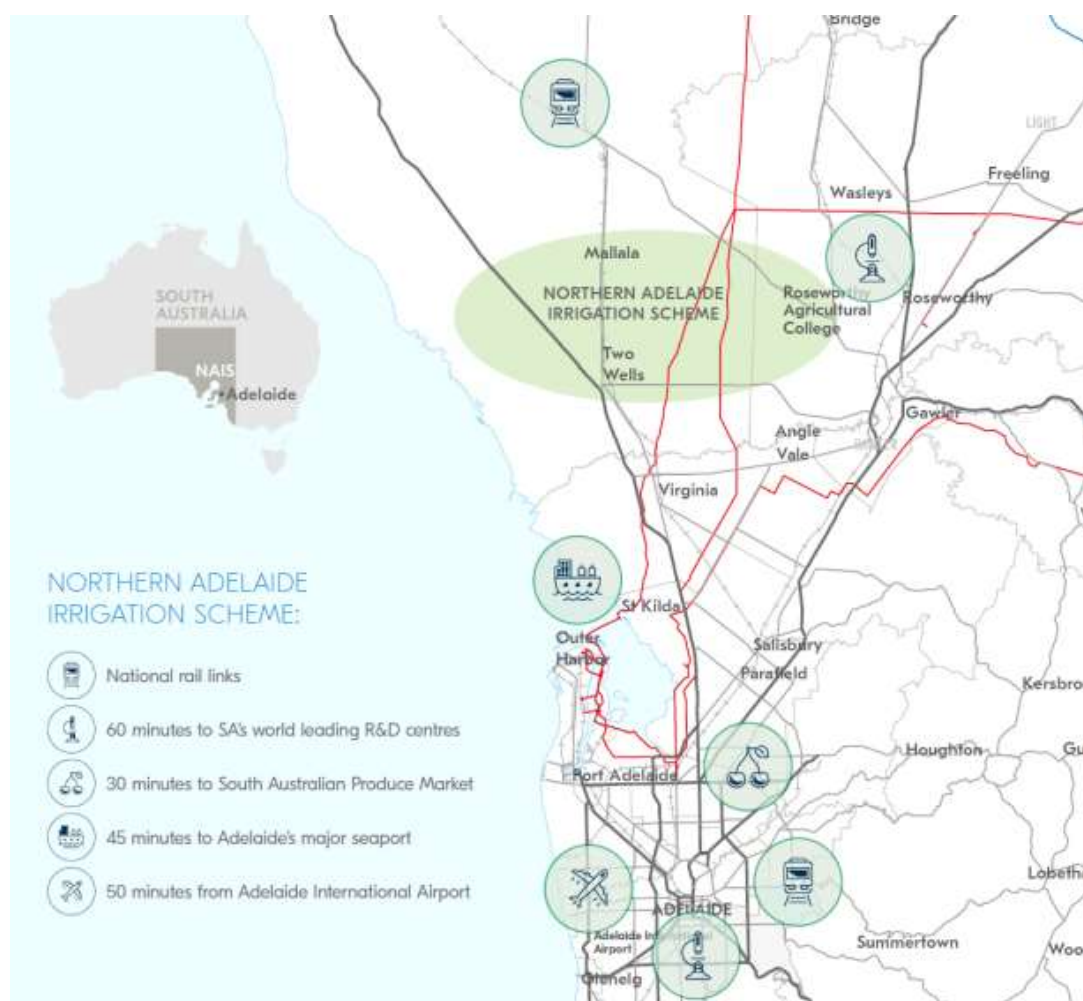 Bridge
LIGHT
Freeling
Wasleys
Mallala
NORTHERN ADELAIDE
IRRIGATION SCHEME
Roseworthy
Agricultural
College
Roseworthy
SOUTH
AUSTRALIA
NAIS
Adelaide
Two
Wells
Gawler
Angle
Vale
Virginia
NORTHERN ADELAIDE
IRRIGATION SCHEME:
St Kilda
Outer
Harbor
Salisbury
Parafield
Kersbro
National rail links
60 minutes to SA's world leading R&D centres
30 minutes to South Australian Produce Market
45 minutes to Adelaide's major seaport
50 minutes from Adelaide International Airport
Houghton
Gu
Port Adelaide
Lobethi
ADELAIDE
Adelaide International
Airport
Summertown
Woo
Glenelg